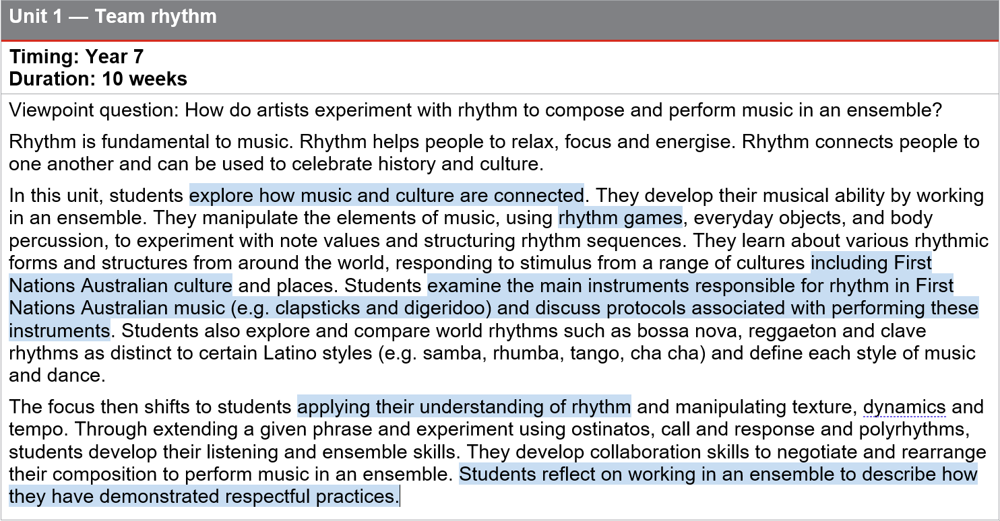 Unit 1 — Team rhythm
Timing: Year 7
Duration: 10 weeks
Viewpoint question: How do artists experiment with rhythm to compose and perform music in an ensemble?
Rhythm is fundamental to music. Rhythm helps people to relax, focus and energise. Rhythm connects people to
one another and can be used to celebrate history and culture.
In this unit, students explore how music and culture are connected. They develop their musical ability by working
in an ensemble. They manipulate the elements of music, using rhythm games, everyday objects, and body
percussion, to experiment with note values and structuring rhythm sequences. They learn about various rhythmic
forms and structures from around the world, responding to stimulus from a range of cultures including First
Nations Australian culture and places. Students examine the main instruments responsible for rhythm in First
Nations Australian music (e.g. clapsticks and digeridoo) and discuss protocols associated with performing these
instruments. Students also explore and compare world rhythms such as bossa nova, reggaeton and clave
rhythms as distinct to certain Latino styles (e.g. samba, rhumba, tango, cha cha) and define each style of music
and dance.
The focus then shifts to students applying their understanding of rhythm and manipulating texture, dynamics and
tempo. Through extending a given phrase and experiment using ostinatos, call and response and polyrhythms,
students develop their listening and ensemble skills. They develop collaboration skills to negotiate and rearrange
their composition to perform music in an ensemble. Students reflect on working in an ensemble to describe how
they have demonstrated respectful practices.